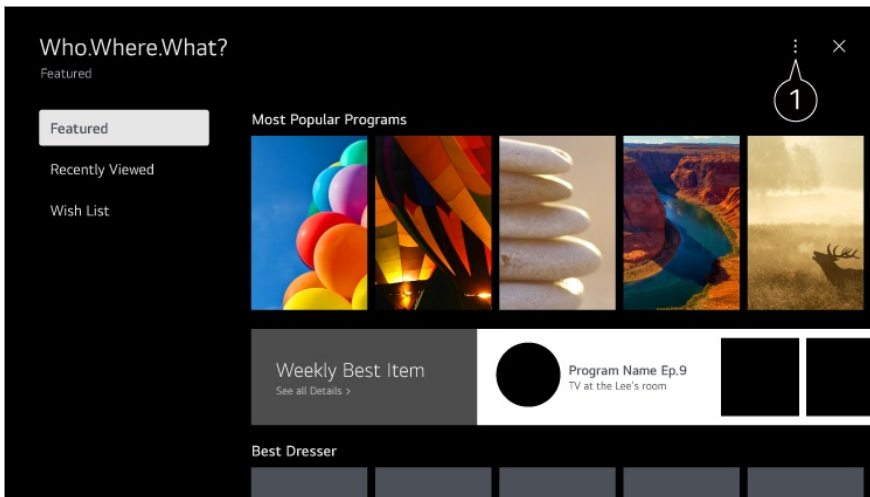 Who.Where.What?
Featured
1
Featured
Recently Viewed
Wish List
Most Popular Programs
Weekly Best Item
See all Details >
Program Name Ep.9
TV at the Lee's room
Best Dresser